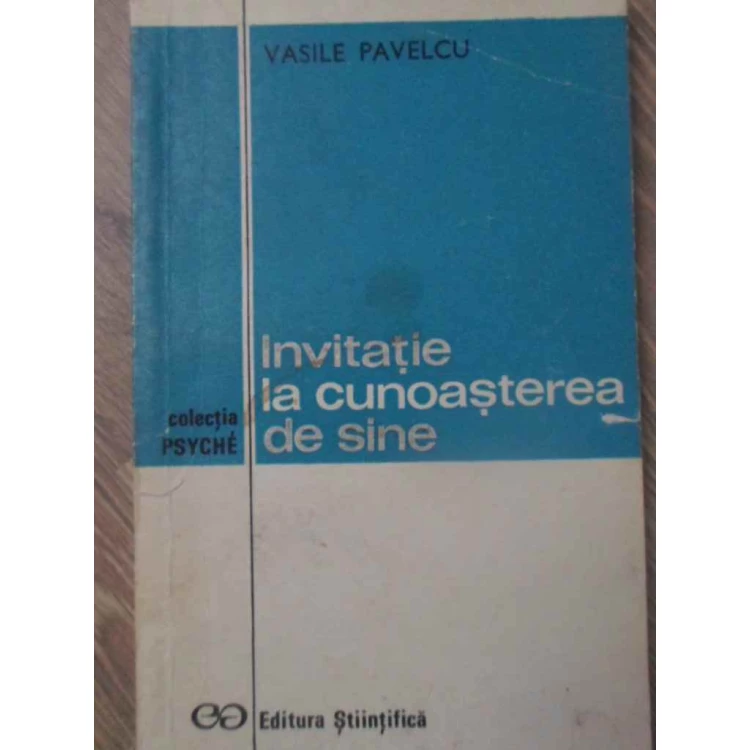 VASILE PAVELCU
Invitație
la cunoașterea
de sine
colecția
PSYCHÉ
Editura Științifică